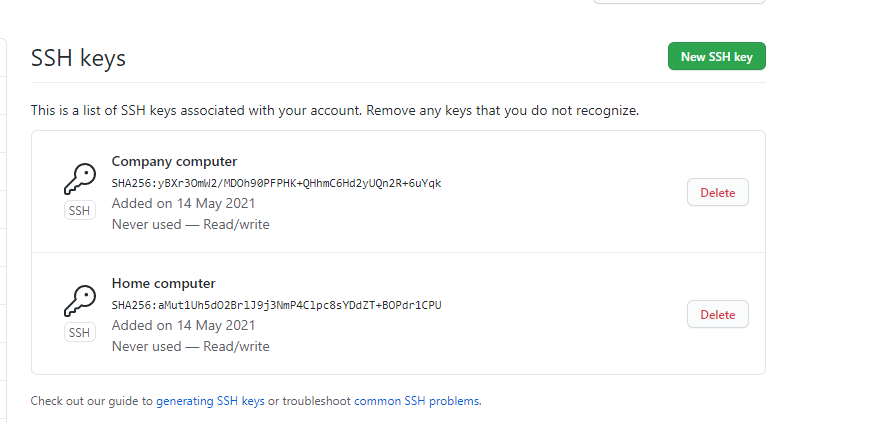 SSH keys
New SSH key
This is a list of SSH keys associated with your account. Remove any keys that you do not recognize.
Company computer
SHA256:yBXr3OmW2/MDOh90PFPHK+QHhmC6Hd2yUQn2R+6uYqk
Added on 14 May 2021
Never used — Read/write
SSH
Delete
Home computer
SHA256:aMut1Uh5dO2BrlJ9j3NmP4Clpc8sYDdZT+BOPdr1CPU
Added on 14 May 2021
Never used — Read/write
SSH
Delete
Check out our guide to generating SSH keys or troubleshoot common SSH problems.